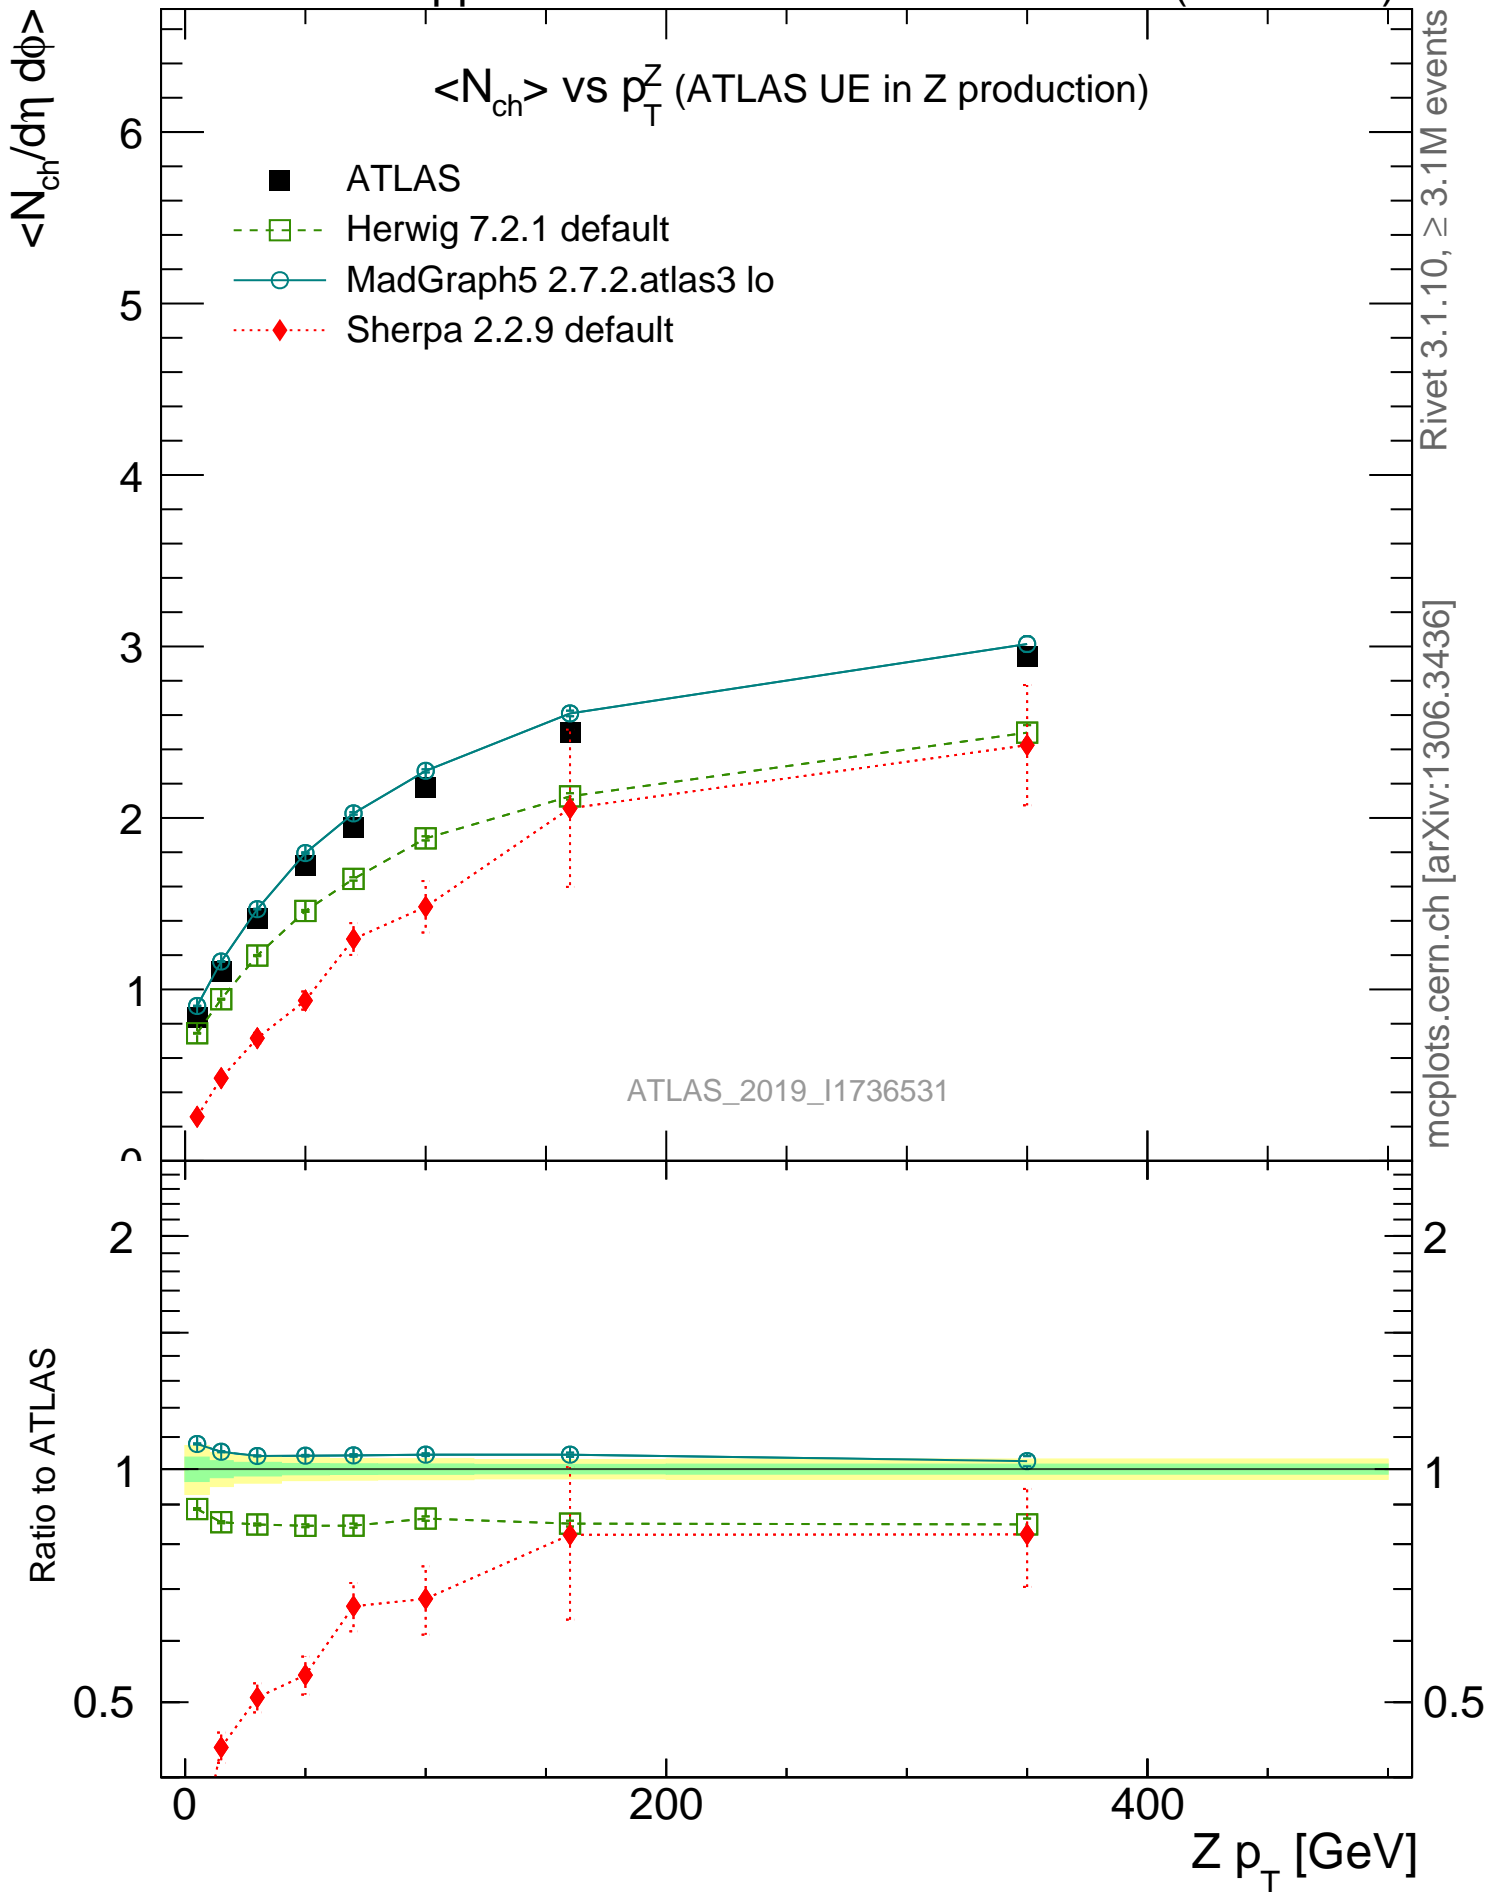 pp
<N_ch/dη dϕ>
<N_ch> vs p_T^Z (ATLAS UE in Z production)
ATLAS
Herwig 7.2.1 default
MadGraph5 2.7.2.atlas3 lo
Sherpa 2.2.9 default
6
5
4
3
2
1
0
ATLAS_2019_I1736531
Rivet 3.1.10, ≥ 3.1M events
mcplots.cern.ch [arXiv:1306.3436]
Ratio to ATLAS
2
1
0.5
2
1
0.5
0 200 400
Z p_T [GeV]